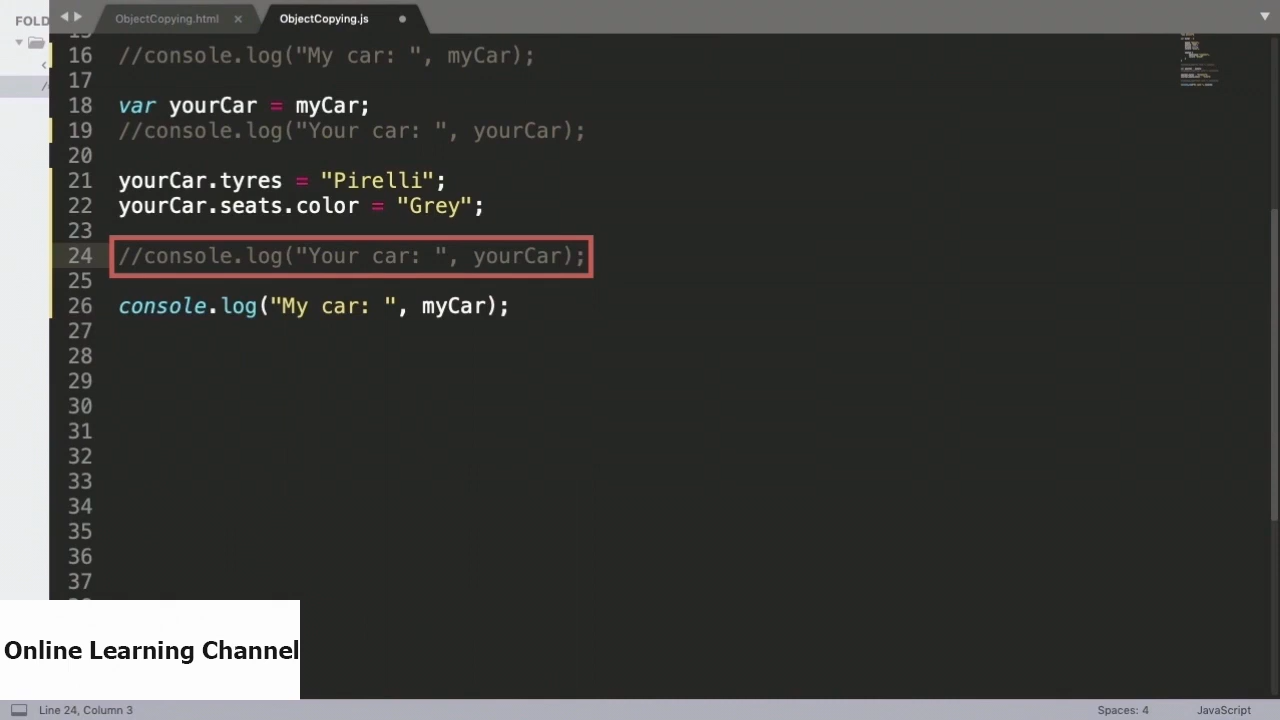 FOLD
ObjectCopying.html ×
ObjectCopying.js
16 //console.log("My car: ", myCar);
17
18 var yourCar = myCar;
19 //console.log("Your car: ", yourCar);
20
21 yourCar.tyres = "Pirelli";
22 yourCar.seats.color = "Grey";
23
24 //console.log("Your car: ", yourCar);
25
26 console.log("My car: ", myCar);
27
28
29
30
31
32
33
34
35
36
37
Online Learning Channel
Line 24, Column 3
Spaces: 4
JavaScript